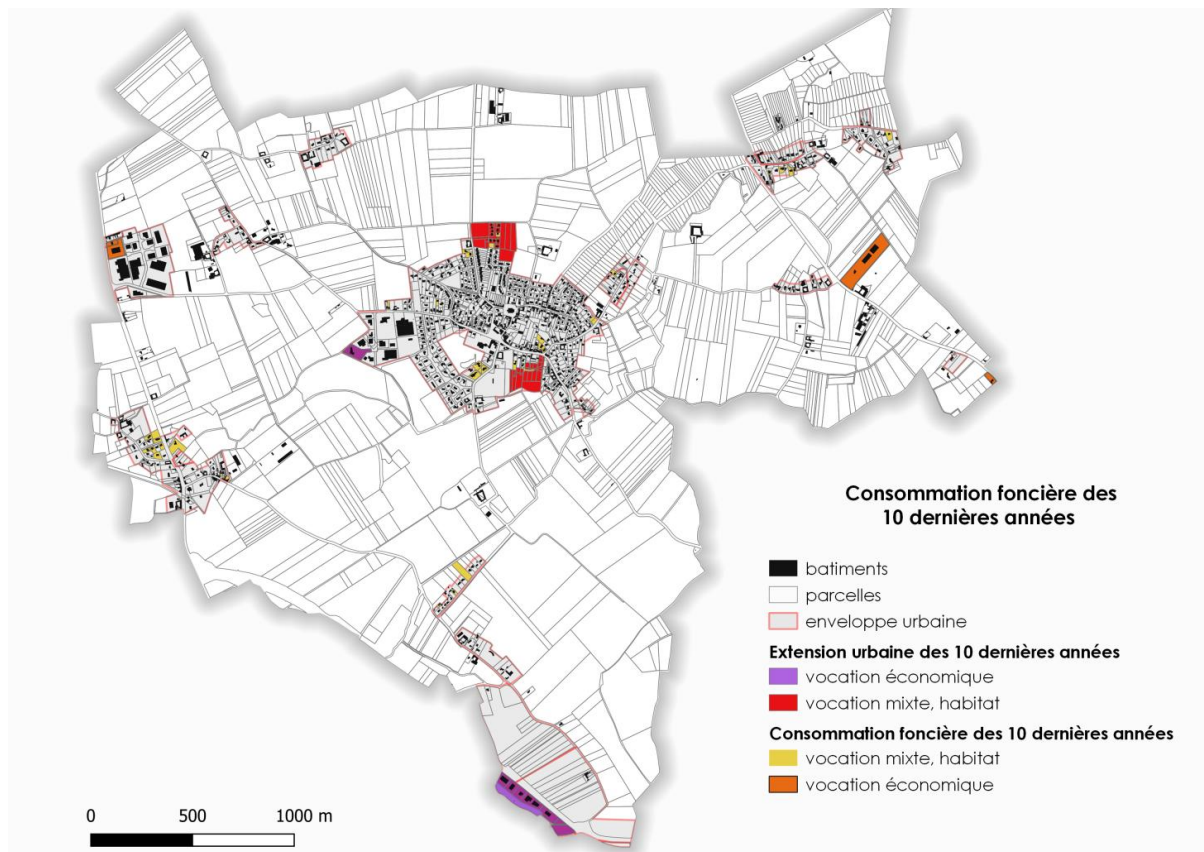 Consommation foncière des
10 dernières années
batiments
parcelles
enveloppe urbaine
Extension urbaine des 10 dernières années
vocation économique
vocation mixte, habitat
Consommation foncière des 10 dernières années
vocation mixte, habitat
vocation économique
0 500 1000 m